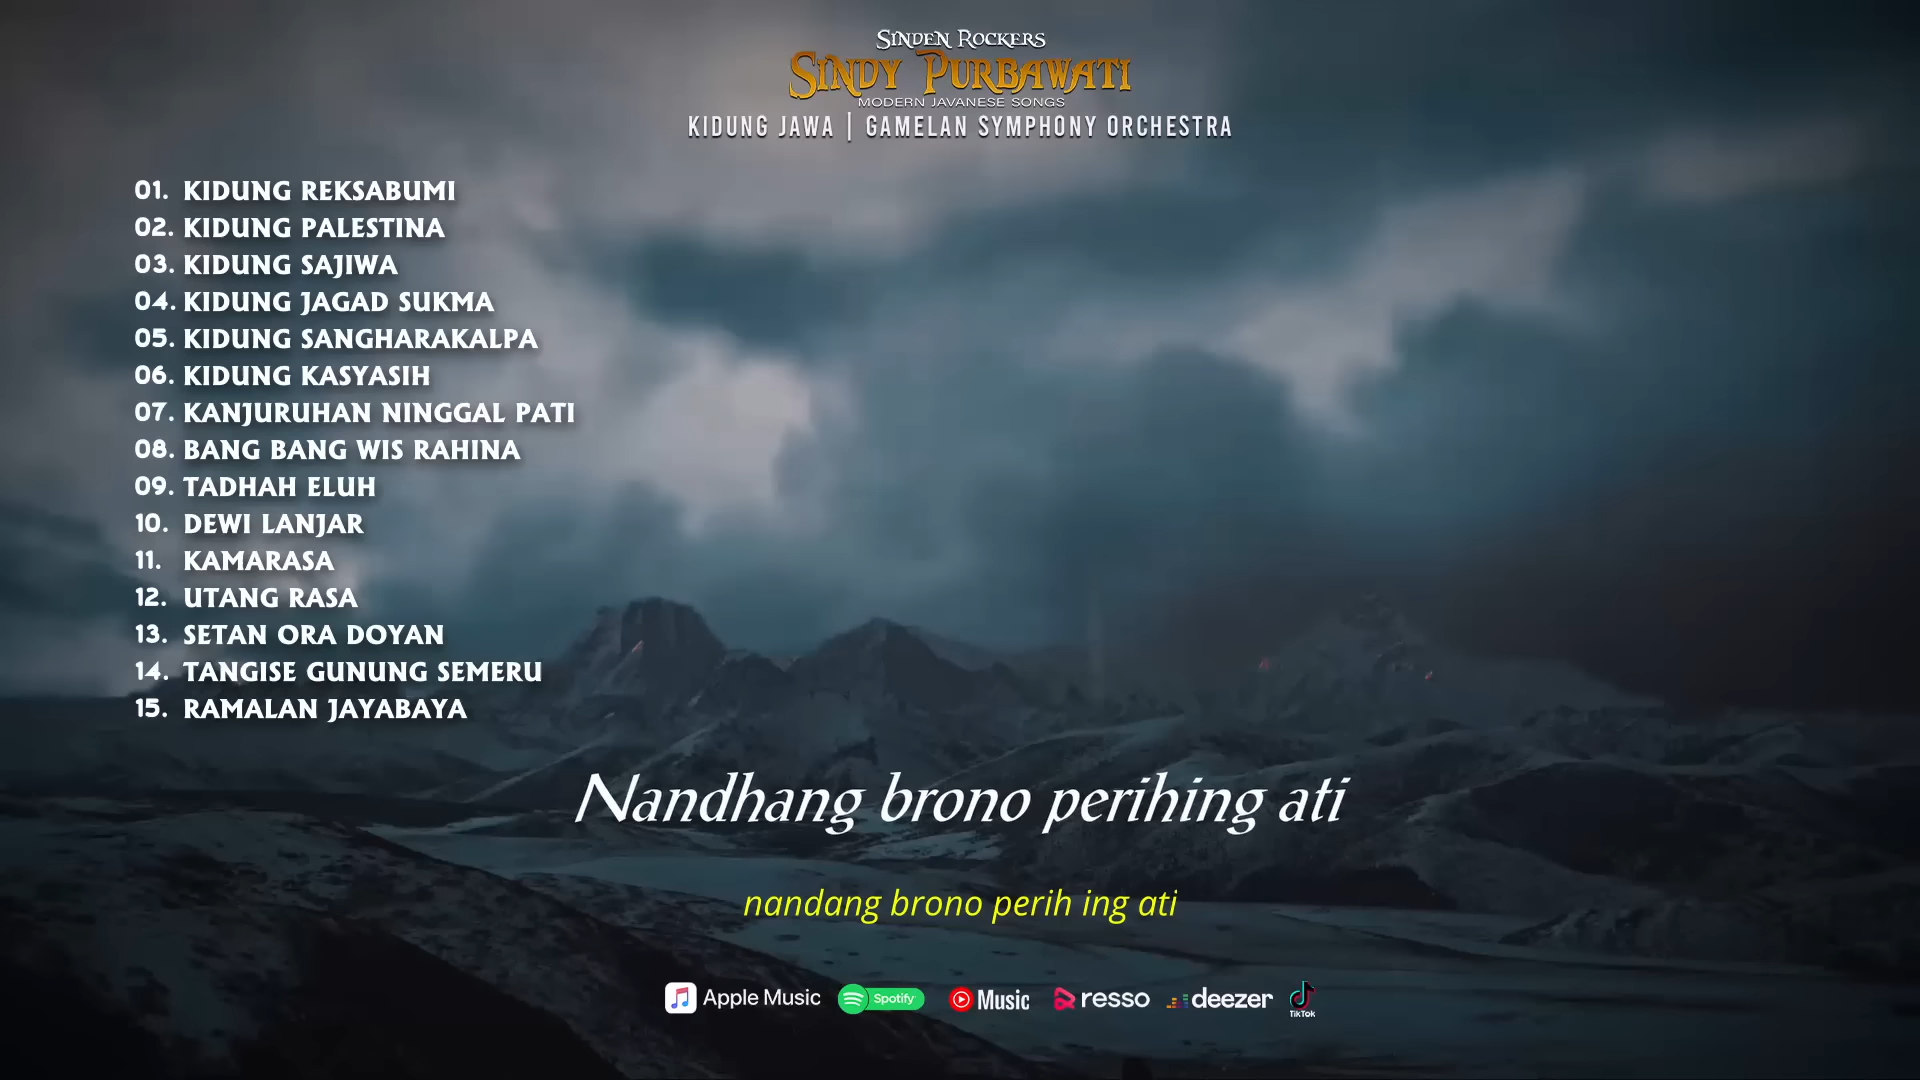 SINDEN ROCKERS
SINDY PURBAWATI
MODERN JAVANESE SONGS
KIDUNG JAWA | GAMELAN SYMPHONY ORCHESTRA
01. KIDUNG REKSABUMI
02. KIDUNG PALESTINA
03. KIDUNG SAJIWA
04. KIDUNG JAGAD SUKMA
05. KIDUNG SANGHARAKALPA
06. KIDUNG KASYASIH
07. KANJURUHAN NINGGAL PATI
08. BANG BANG WIS RAHINA
09. TADHAH ELUH
10. DEWI LANJAR
11. KAMARASA
12. UTANG RASA
13. SETAN ORA DOYAN
14. TANGISE GUNUNG SEMERU
15. RAMALAN JAYABAYA
Nandhang brono perihing ati
nandang brono perih ing ati
Apple Music Spotify Music resso deezer TikTok